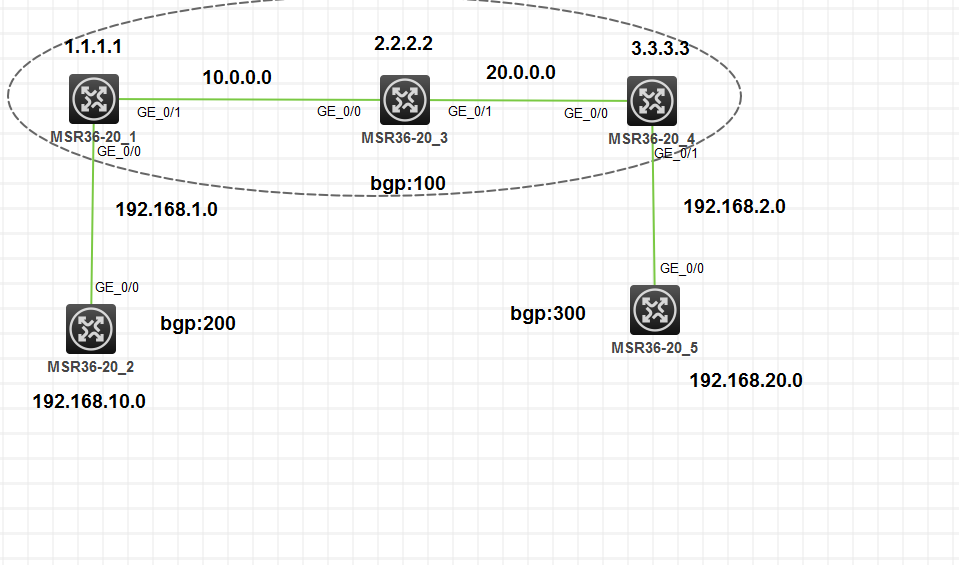 1.1.1.1
2.2.2.2
3.3.3.3
10.0.0.0
20.0.0.0
GE_0/1
GE_0/0
GE_0/1
GE_0/0
MSR36-20_1
MSR36-20_3
MSR36-20_4
GE_0/0
GE_0/1
bgp:100
192.168.1.0
192.168.2.0
GE_0/0
GE_0/0
bgp:200
bgp:300
MSR36-20_2
MSR36-20_5
192.168.10.0
192.168.20.0